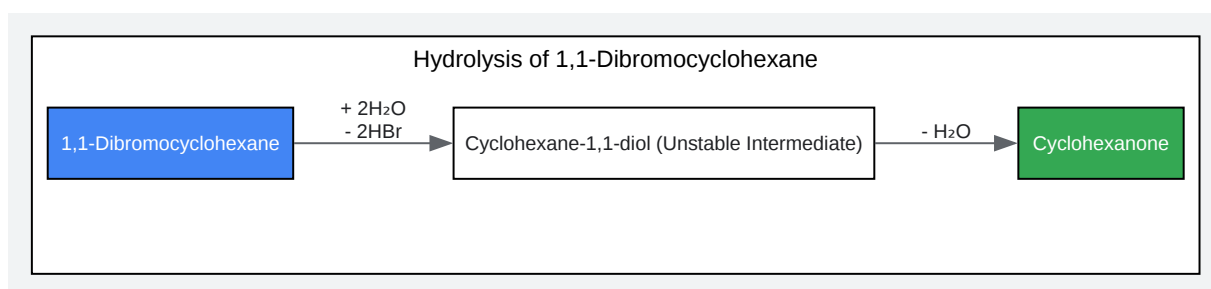 Hydrolysis of 1,1-Dibromocyclohexane
1,1-Dibromocyclohexane
+ 2H₂O
- 2HBr
Cyclohexane-1,1-diol (Unstable Intermediate)
- H₂O
Cyclohexanone